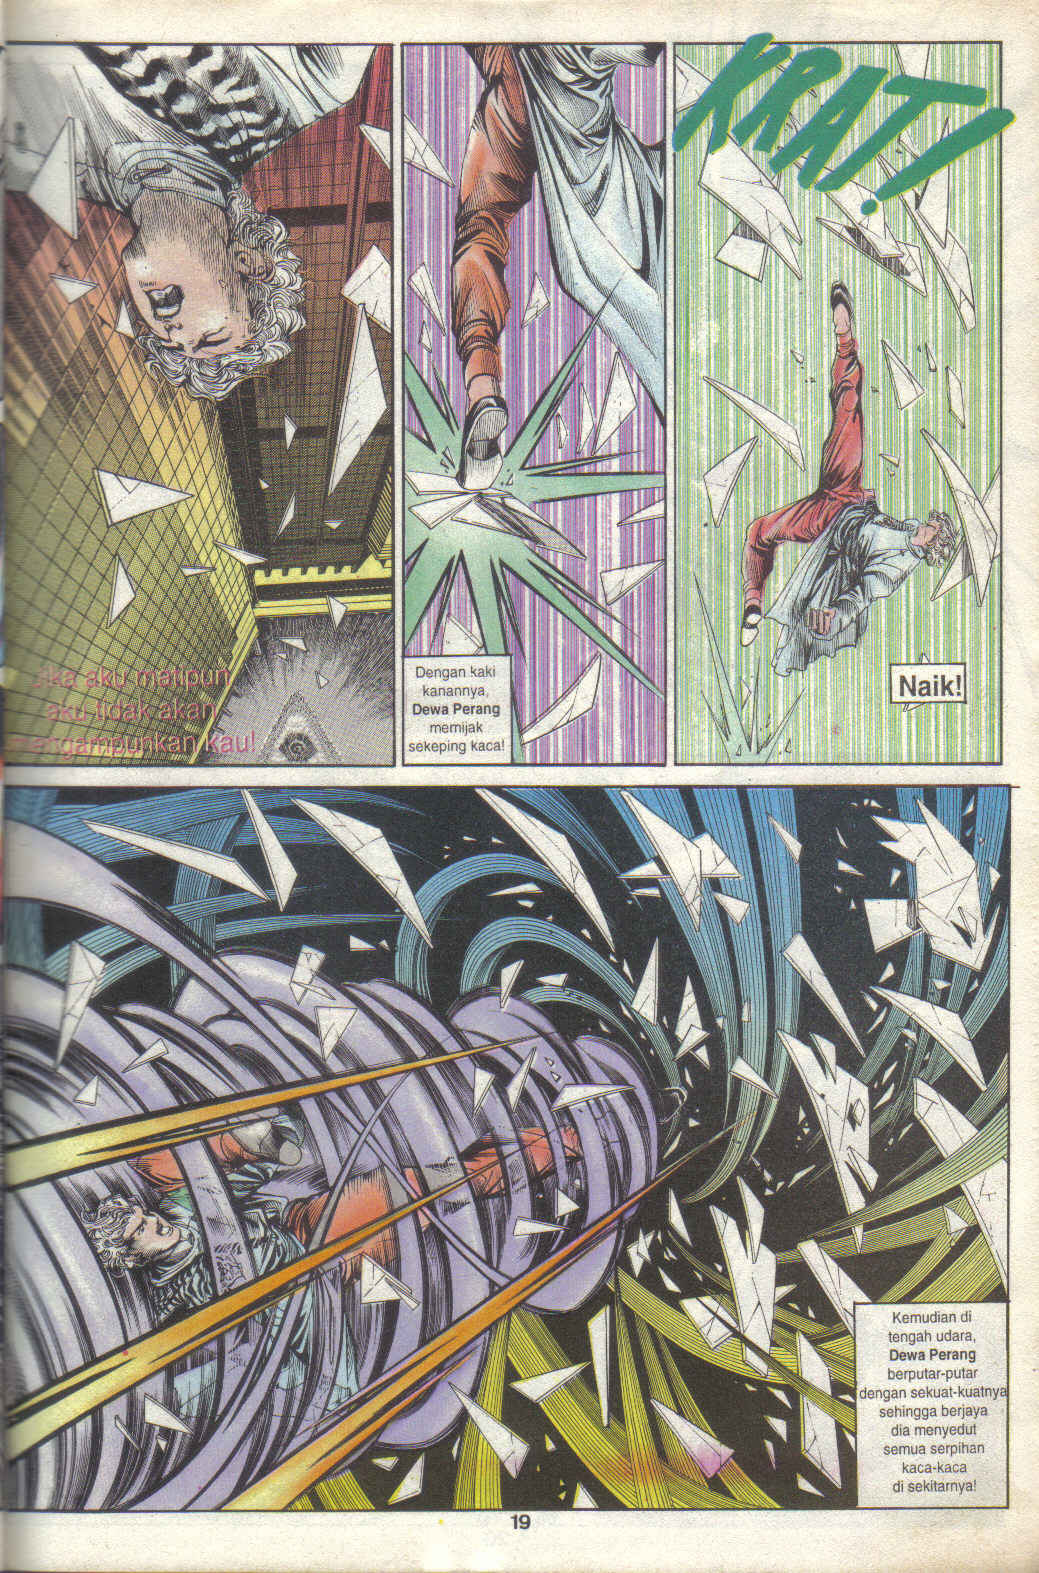 Jika aku matipun
aku tidak akan
mengampunkan kau!
Dengan kaki
kanannya,
Dewa Perang
memijak
sekeping kaca!
KRAT!
Naik!
Kemudian di
tengah udara,
Dewa Perang
berputar-putar
dengan sekuat-kuatnya
sehingga berjaya
dia menyedut
semua serpihan
kaca-kaca
di sekitarnya!
19